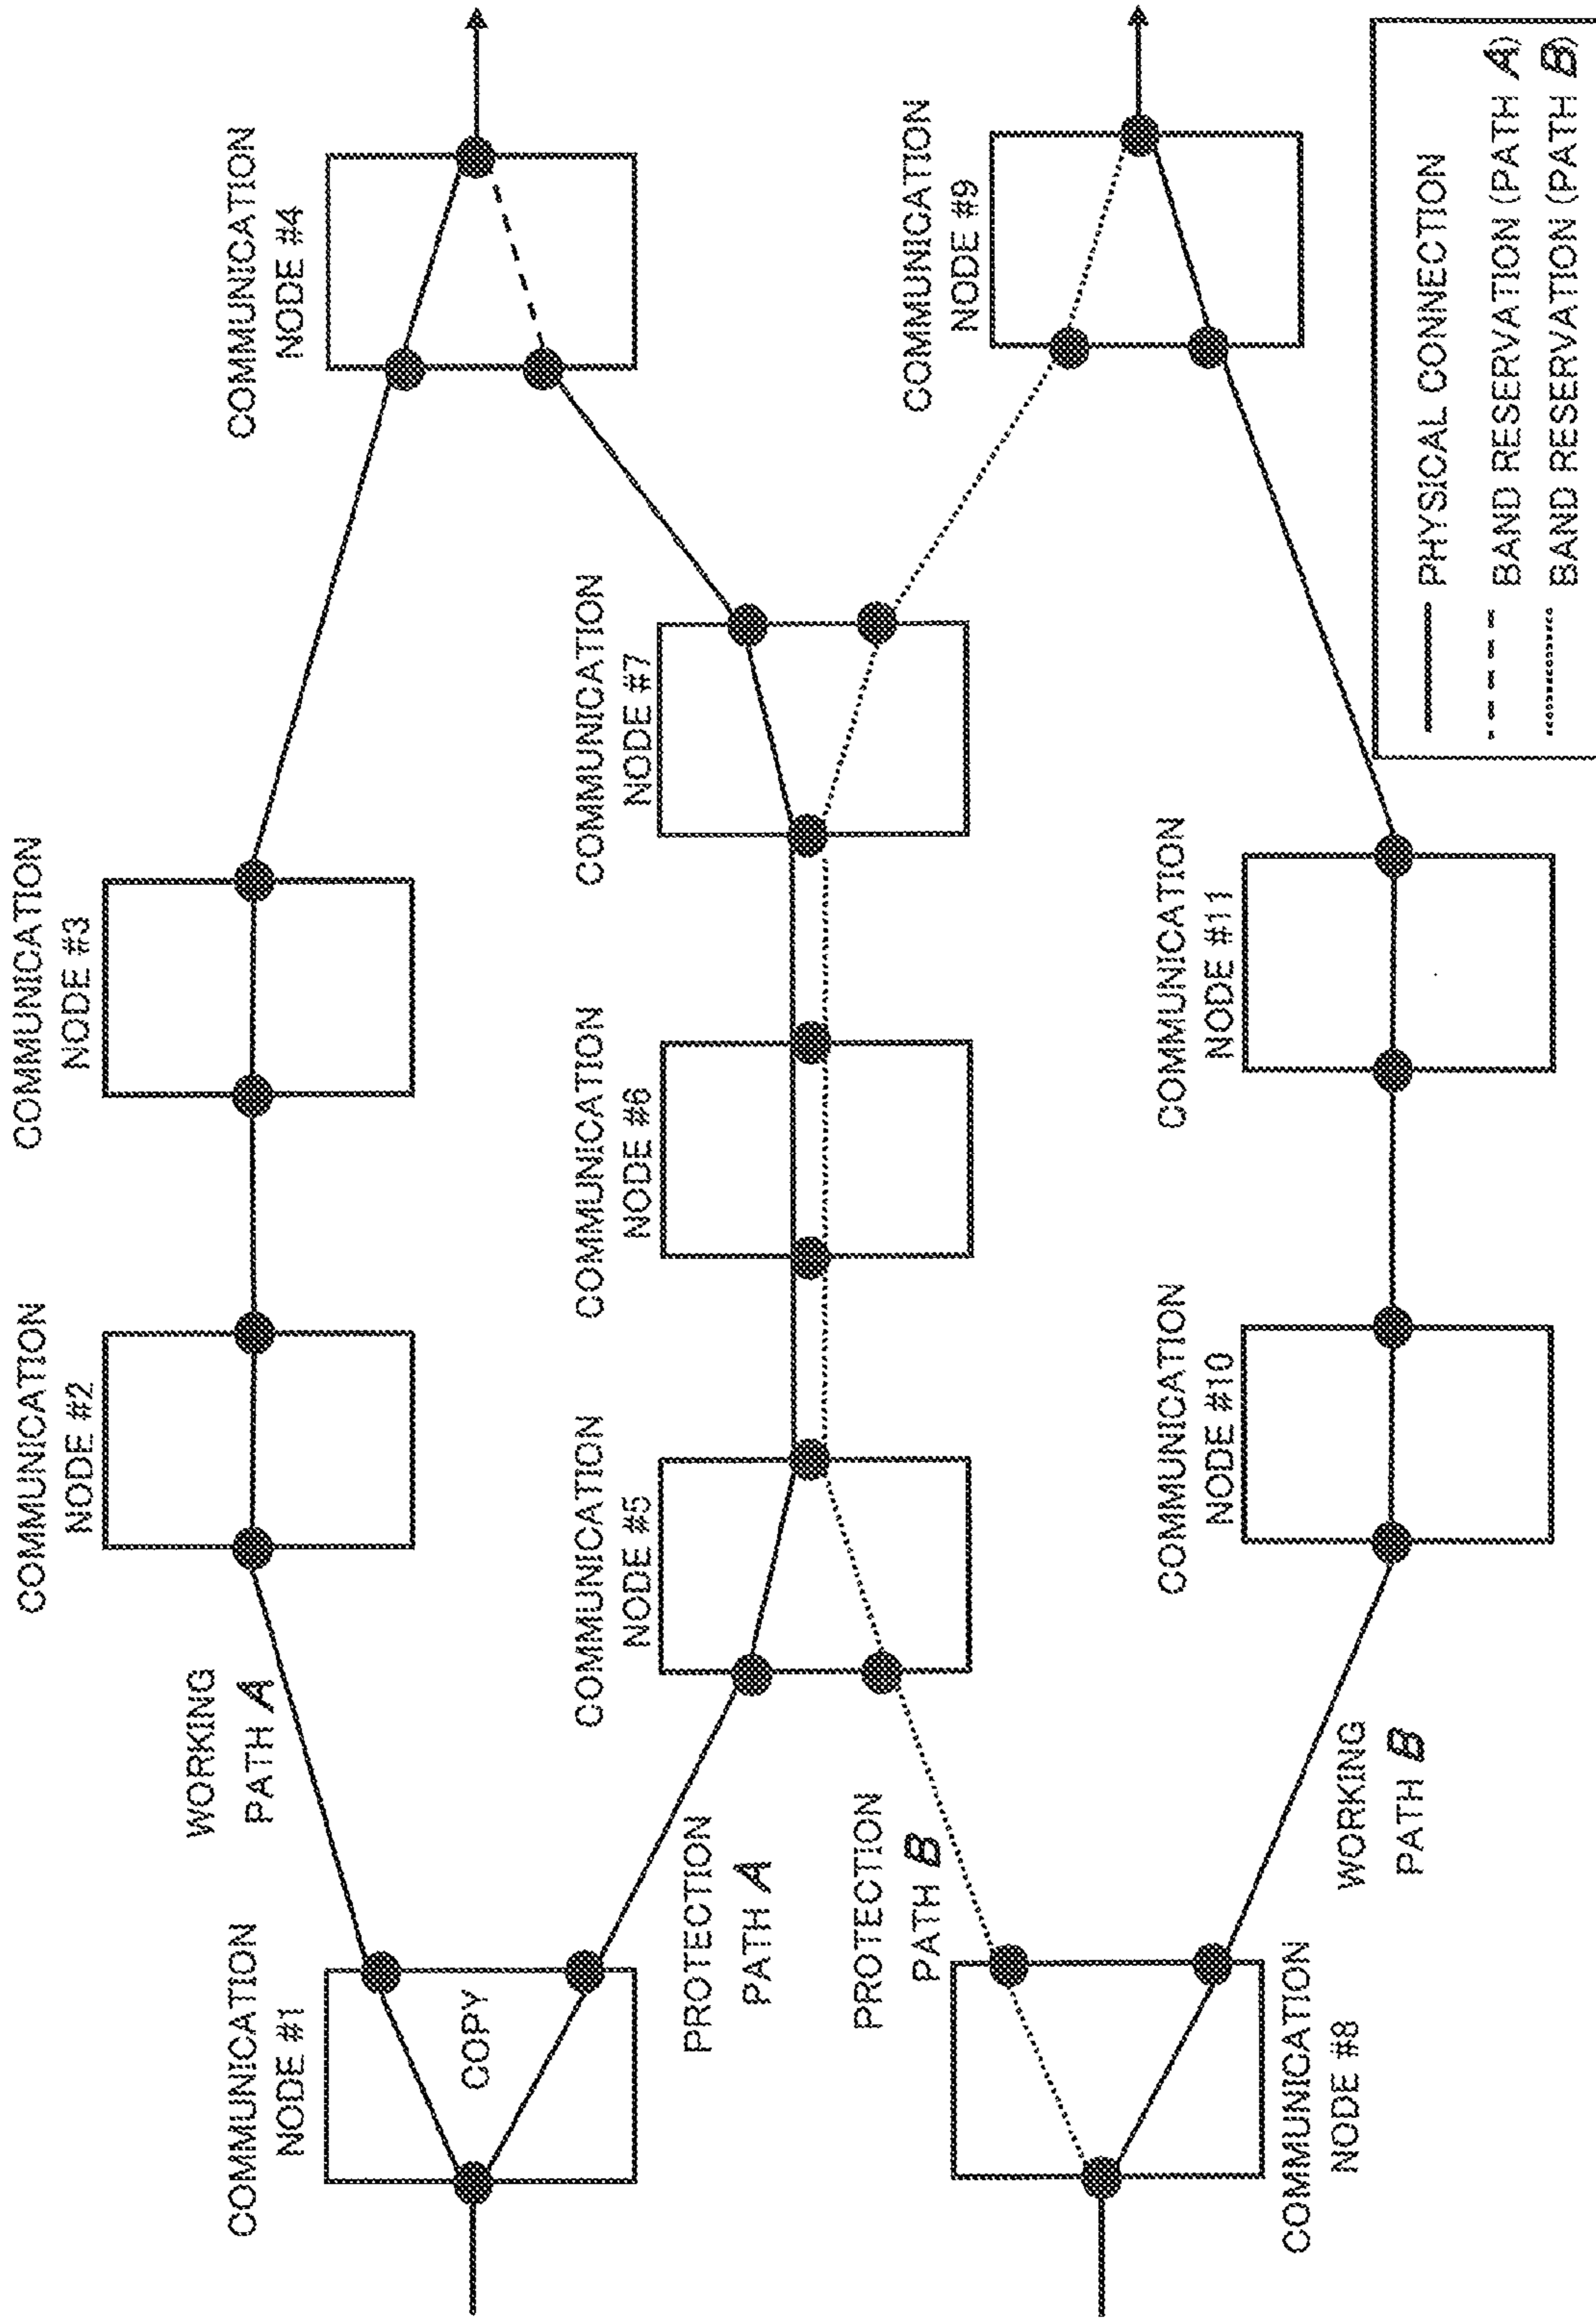 COMMUNICATION
NODE #1
COPY
WORKING
PATH A
PROTECTION
PATH A
COMMUNICATION
NODE #2
COMMUNICATION
NODE #3
COMMUNICATION
NODE #4
COMMUNICATION
NODE #5
COMMUNICATION
NODE #6
COMMUNICATION
NODE #7
PROTECTION
PATH B
COMMUNICATION
NODE #8
WORKING
PATH B
COMMUNICATION
NODE #9
COMMUNICATION
NODE #10
COMMUNICATION
NODE #11
PHYSICAL CONNECTION
BAND RESERVATION (PATH A)
BAND RESERVATION (PATH B)